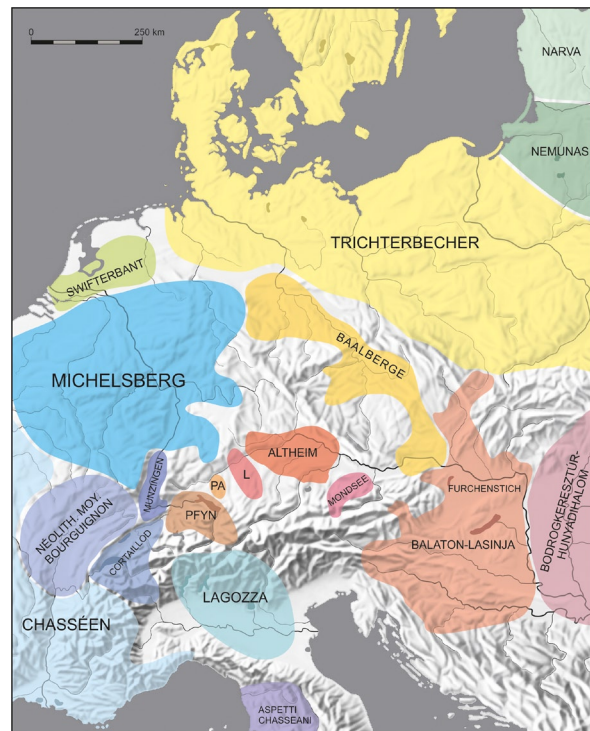 0
250 km
NARVA
NEMUNAS
TRICHTERBECHER
SWIFTERBANT
BAALBERGE
MICHELSBERG
ALTHEIM
MUNZINGEN
PA
L
MONDSEE
FURCHENSTICH
BODROGKERESZTÚR-
HUNYADIHALOM
NÉOLITH. MOY.
BOURGUIGNON
PFYN
BALATON-LASINJA
CORTAILLOD
LAGOZZA
CHASSÉEN
ASPETTI
CHASSEANI